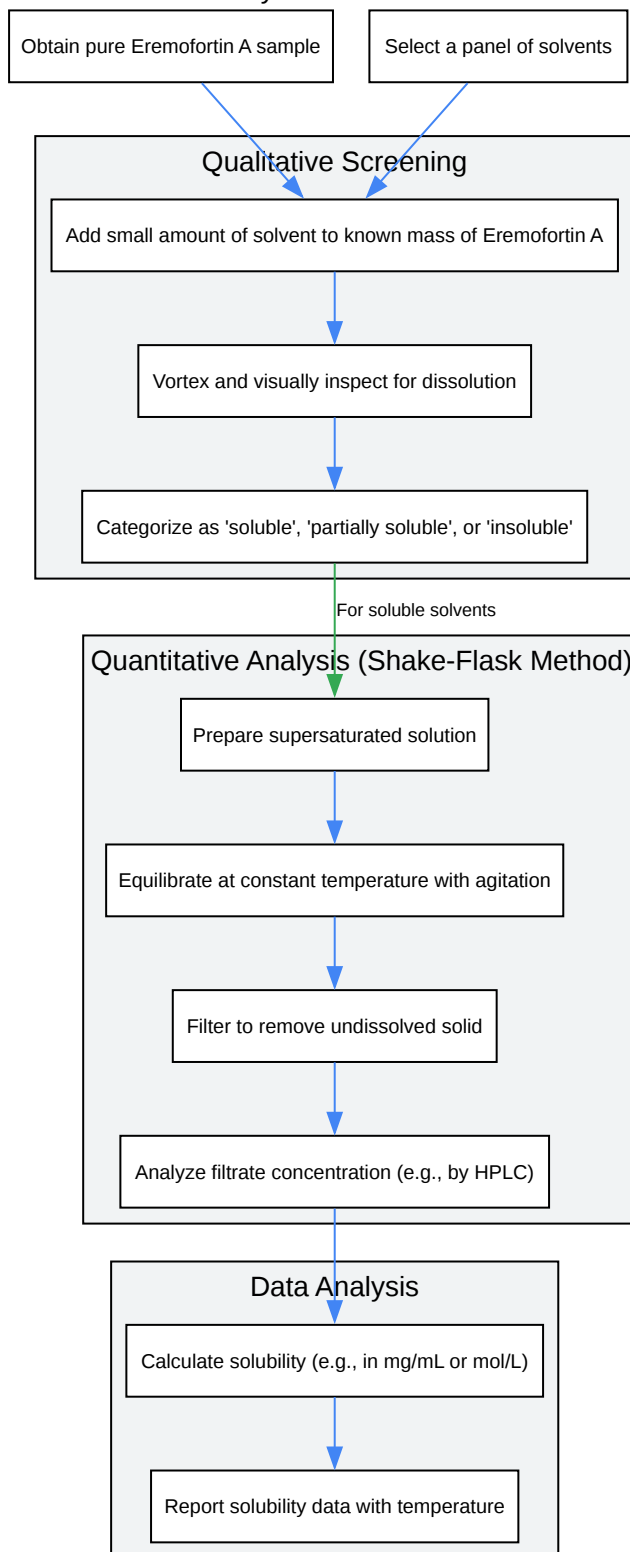 Obtain pure Eremofortin A sample
Select a panel of solvents
Qualitative Screening
Add small amount of solvent to known mass of Eremofortin A
Vortex and visually inspect for dissolution
Categorize as 'soluble', 'partially soluble', or 'insoluble'
For soluble solvents
Quantitative Analysis (Shake-Flask Method)
Prepare supersaturated solution
Equilibrate at constant temperature with agitation
Filter to remove undissolved solid
Analyze filtrate concentration (e.g., by HPLC)
Data Analysis
Calculate solubility (e.g., in mg/mL or mol/L)
Report solubility data with temperature